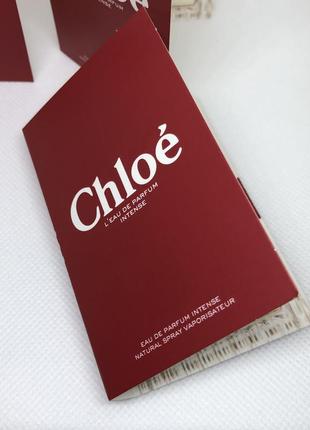 Chloé
L'EAU DE PARFUM
INTENSE
EAU DE PARFUM INTENSE
NATURAL SPRAY VAPORISATEUR